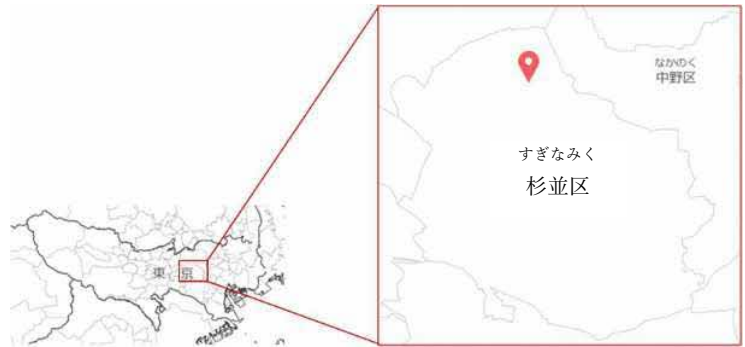 なかのく
中野区
すぎなみく
杉並区
東京